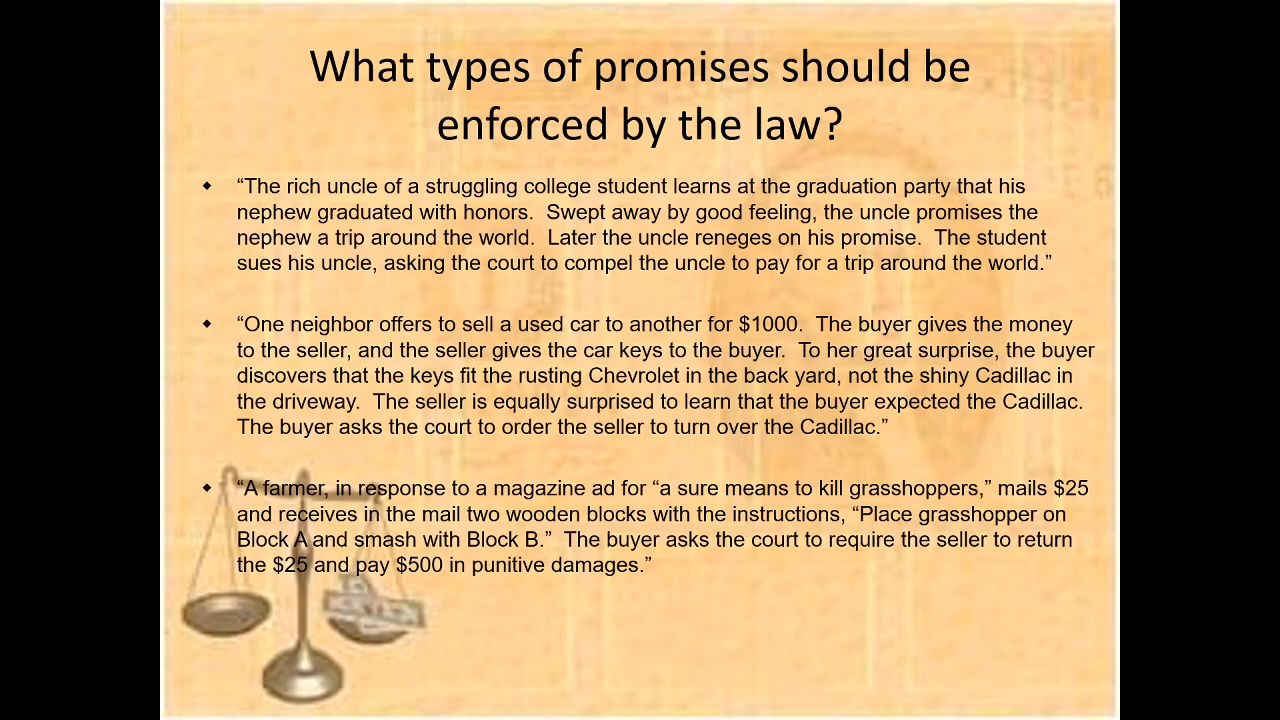 What types of promises should be
enforced by the law?
“The rich uncle of a struggling college student learns at the graduation party that his
nephew graduated with honors.  Swept away by good feeling, the uncle promises the
nephew a trip around the world.  Later the uncle reneges on his promise.  The student
sues his uncle, asking the court to compel the uncle to pay for a trip around the world.”
“One neighbor offers to sell a used car to another for $1000.  The buyer gives the money
to the seller, and the seller gives the car keys to the buyer.  To her great surprise, the buyer
discovers that the keys fit the rusting Chevrolet in the back yard, not the shiny Cadillac in
the driveway.  The seller is equally surprised to learn that the buyer expected the Cadillac.
The buyer asks the court to order the seller to turn over the Cadillac.”
“A farmer, in response to a magazine ad for “a sure means to kill grasshoppers,” mails $25
and receives in the mail two wooden blocks with the instructions, “Place grasshopper on
Block A and smash with Block B.”  The buyer asks the court to require the seller to return
the $25 and pay $500 in punitive damages.”